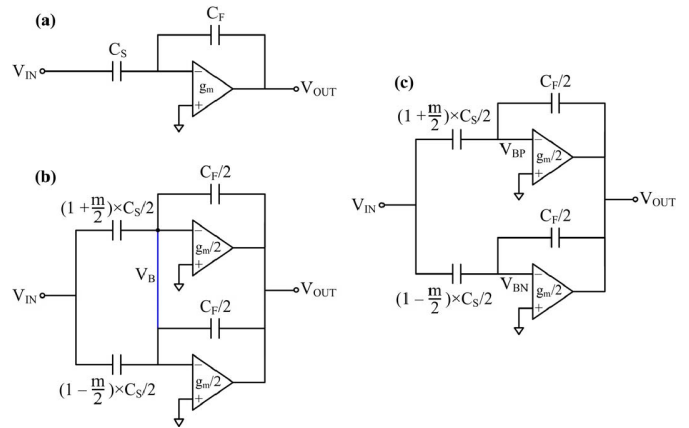 (a)
C_F
C_S
V_IN
−
g_m
+
V_OUT
(b)
C_F/2
(1 + m/2)×C_S/2
−
g_m/2
+
V_B
V_IN
V_OUT
C_F/2
−
g_m/2
+
(1 − m/2)×C_S/2
(c)
C_F/2
(1 + m/2)×C_S/2
−
V_BP
g_m/2
+
V_IN
V_OUT
C_F/2
−
V_BN
g_m/2
+
(1 − m/2)×C_S/2